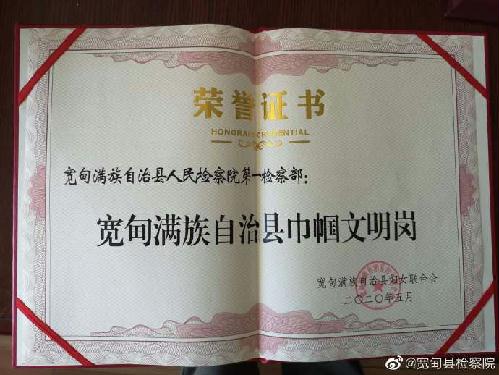 荣誉证书
HONORARY CREDENTIAL
宽甸满族自治县人民检察院第一检察部：
宽甸满族自治县巾帼文明岗
宽甸满族自治县妇女联合会
二〇二〇年五月
@宽甸县检察院